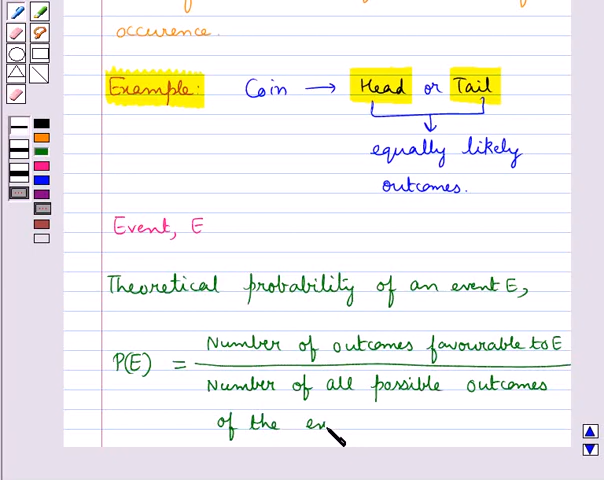 occurence.
Example: Coin → Head or Tail
equally likely
outcomes.
Event, E
Theoretical probability of an event E,
P(E) = Number of outcomes favourable to E
Number of all possible outcomes
of the